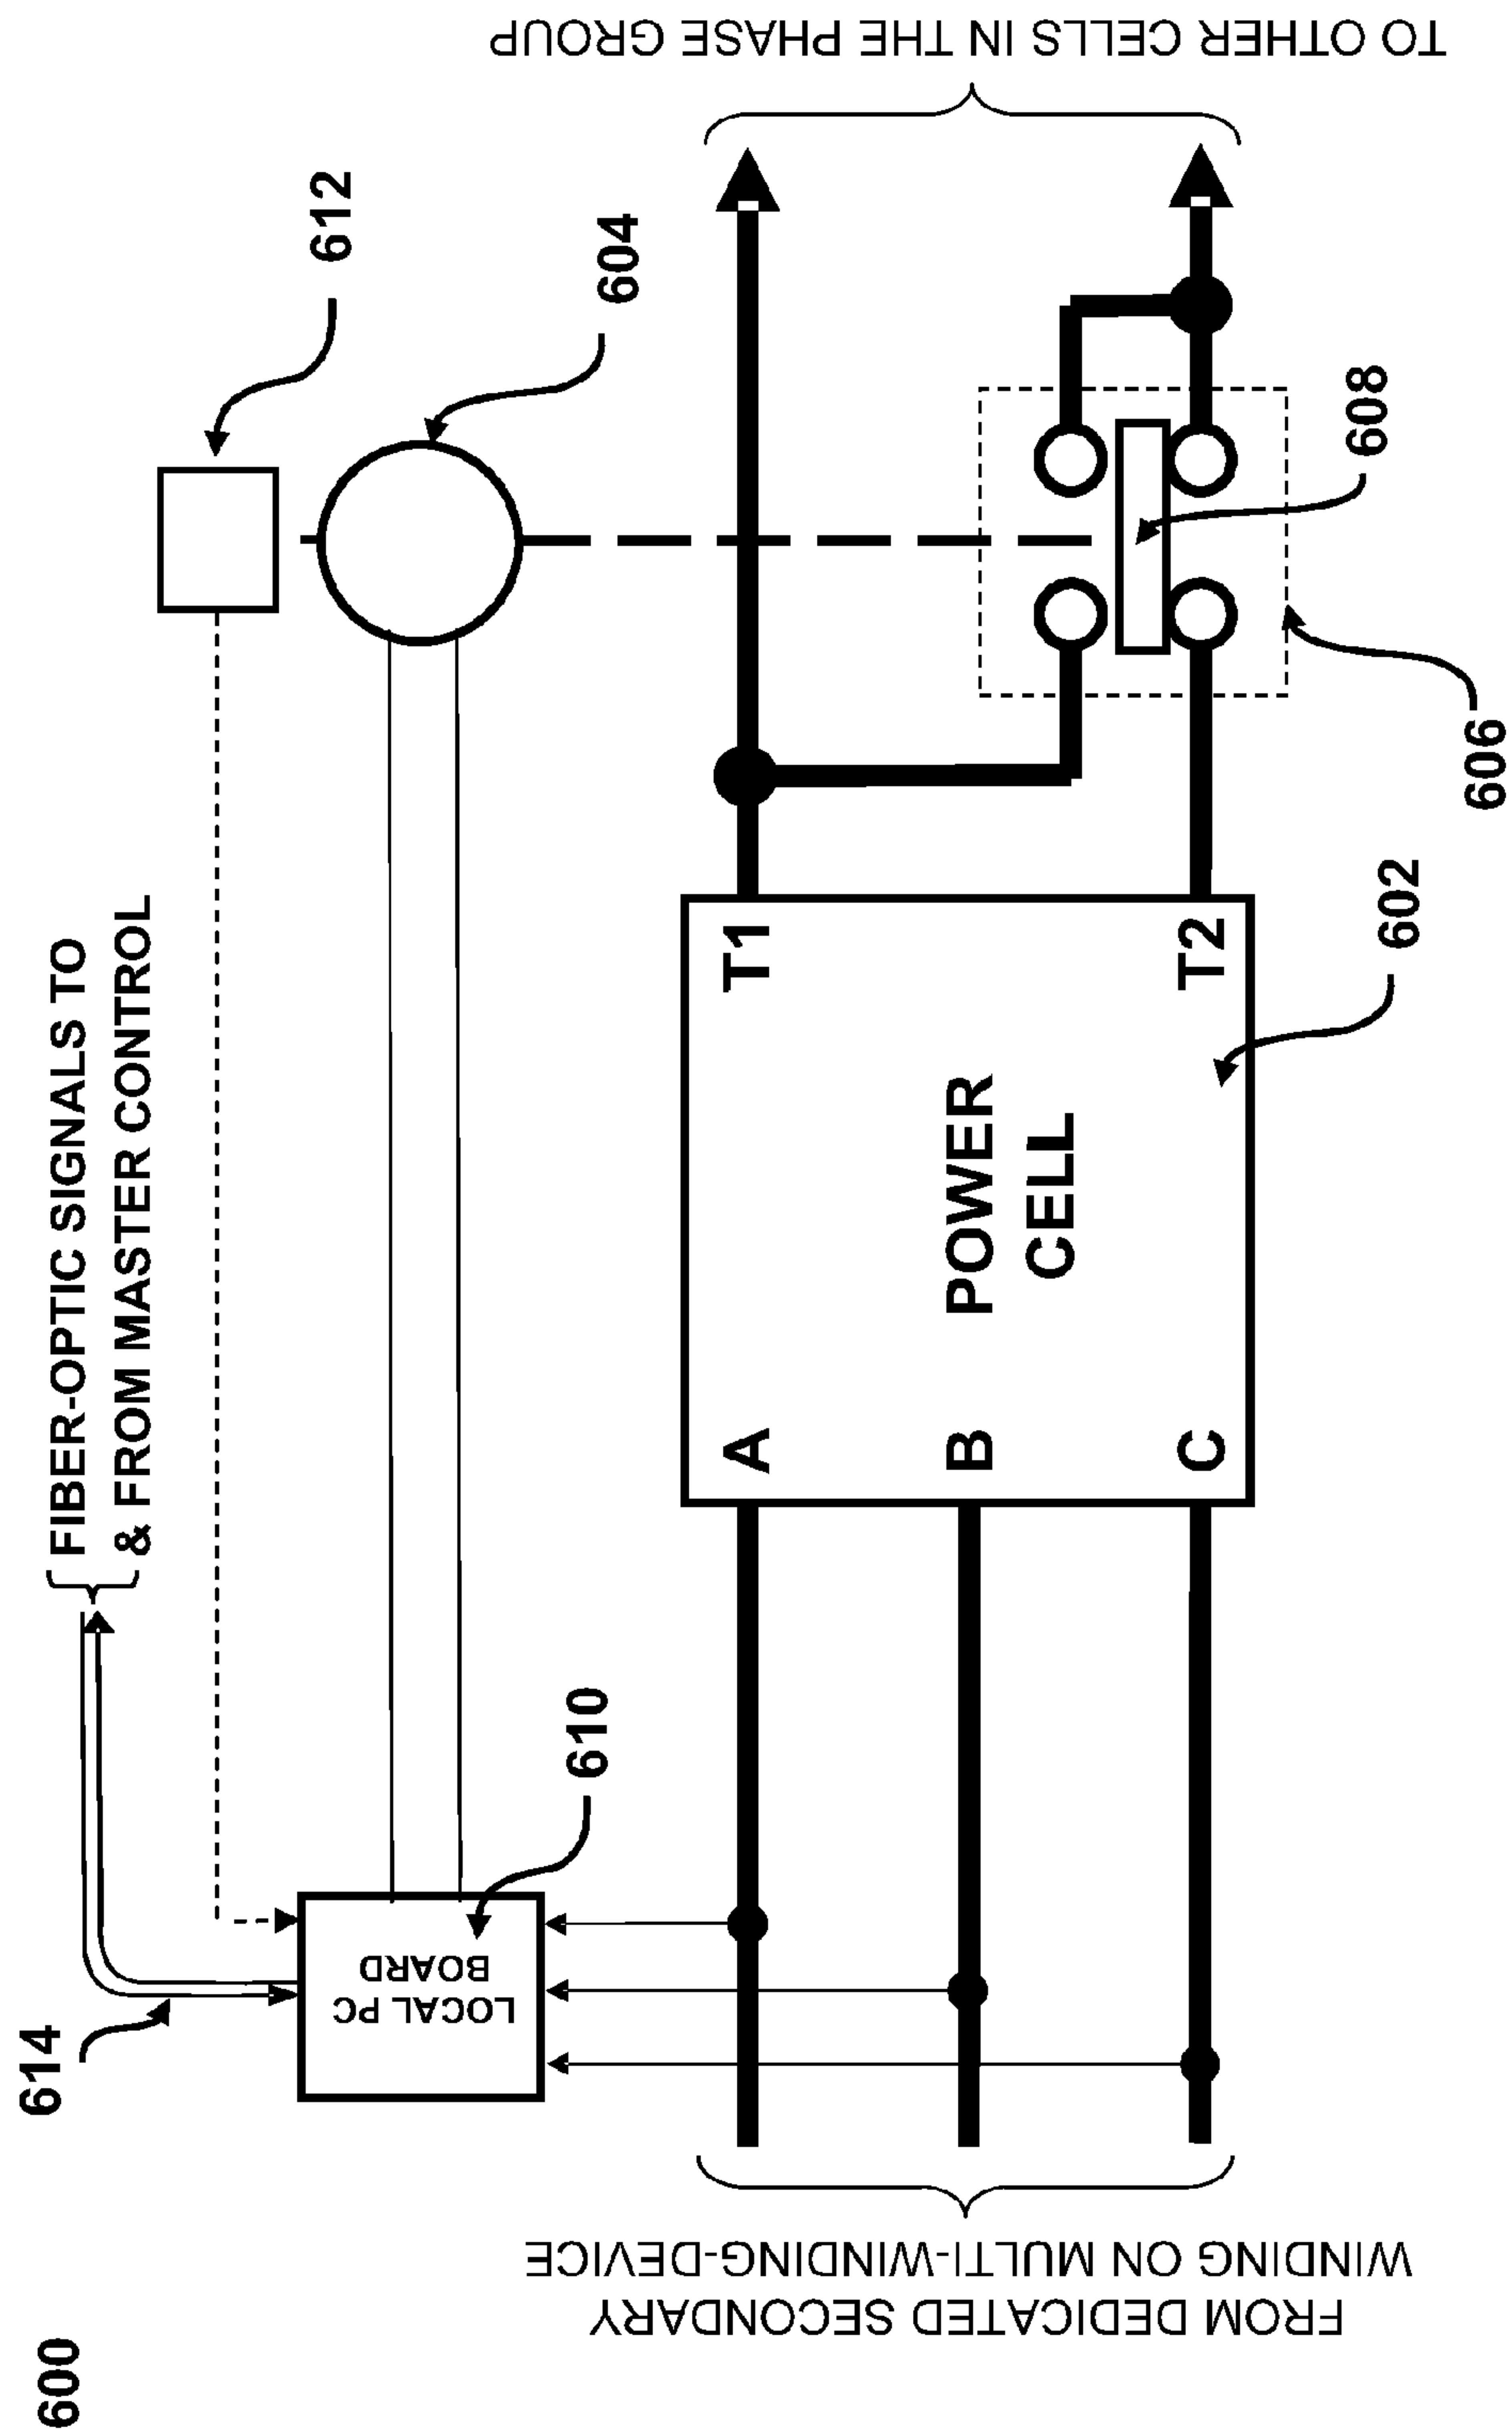 600
614
FIBER-OPTIC SIGNALS TO
& FROM MASTER CONTROL
612
604
LOCAL PC
BOARD
610
FROM DEDICATED SECONDARY
WINDING ON MULTI-WINDING-DEVICE
A
B
C
POWER
CELL
T1
T2
602
606
608
TO OTHER CELLS IN THE PHASE GROUP